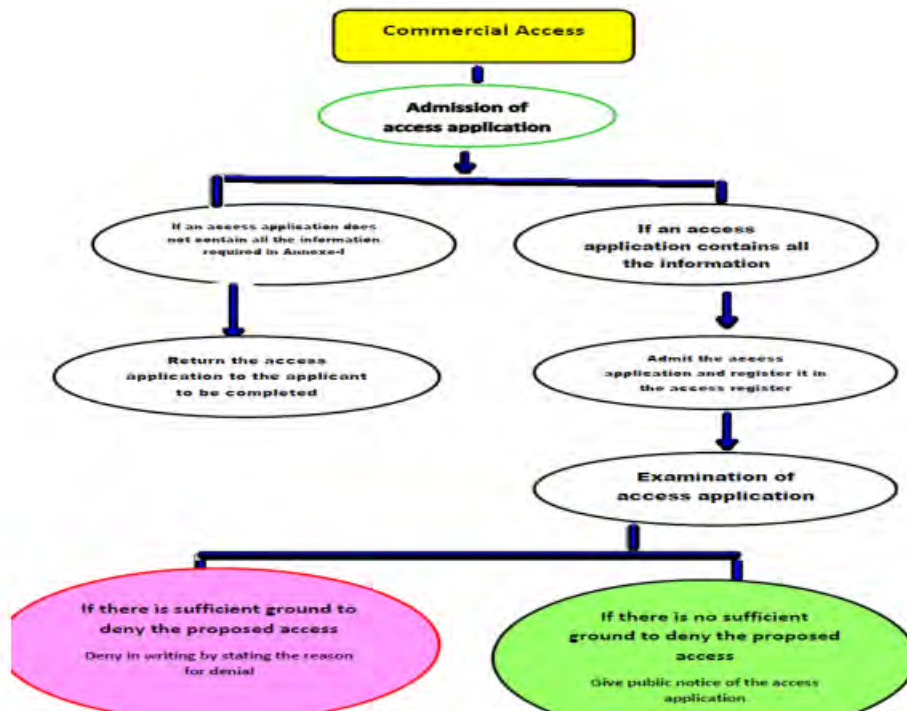 Commercial Access
Admission of
access application
If an access application does
not contain all the information
required in Annexe-I
If an access
application contains all
the information
Return the access
application to the applicant
to be completed
Admit the access
application and register it in
the access register
Examination of
access application
If there is sufficient ground to
deny the proposed access
Deny in writing by stating the reason
for denial
If there is no sufficient
ground to deny the proposed
access
Give public notice of the access
application